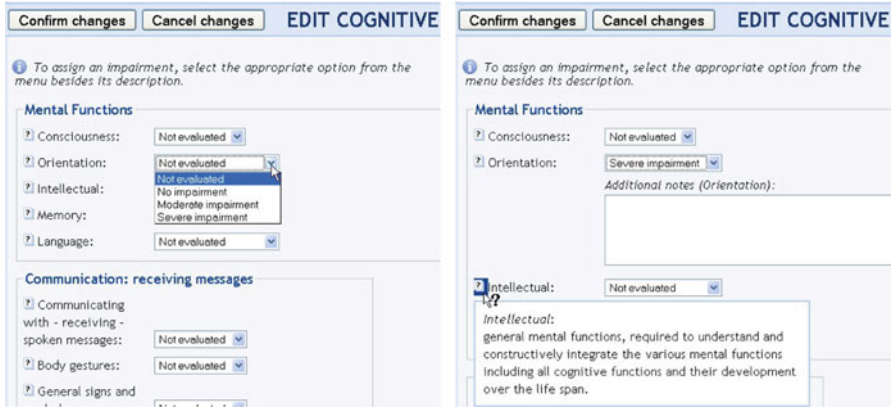 Confirm changes Cancel changes EDIT COGNITIVE
To assign an impairment, select the appropriate option from the
menu besides its description.
Mental Functions
? Consciousness: Not evaluated
? Orientation: Not evaluated
Not evaluated
No impairment
Moderate impairment
Severe impairment
? Intellectual:
? Memory:
? Language: Not evaluated
Communication: receiving messages
? Communicating
with - receiving -
spoken messages: Not evaluated
? Body gestures: Not evaluated
? General signs and
Confirm changes Cancel changes EDIT COGNITIVE
To assign an impairment, select the appropriate option from the
menu besides its description.
Mental Functions
? Consciousness: Not evaluated
? Orientation: Severe impairment
Additional notes (Orientation):
? Intellectual: Not evaluated
Intellectual:
general mental functions, required to understand and
constructively integrate the various mental functions
including all cognitive functions and their development
over the life span.